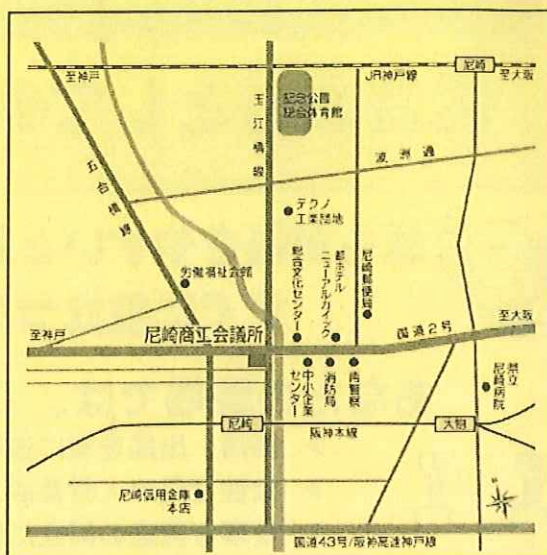 尼崎
至神戸
JR神戸線
至大阪
玉江橋線
記念公園
総合体育館
五合橋線
波洲通
テクノ
工業団地
労働福祉会館
総合文化センター
都ホテル
ニューアルカイック
尼崎郵便局
至大阪
国道2号
至神戸
尼崎商工会議所
中小企業
センター
消防局
南警察
県立
尼崎病院
尼崎
阪神本線
大物
尼崎信用金庫
本店
N
国道43号/阪神高速神戸線